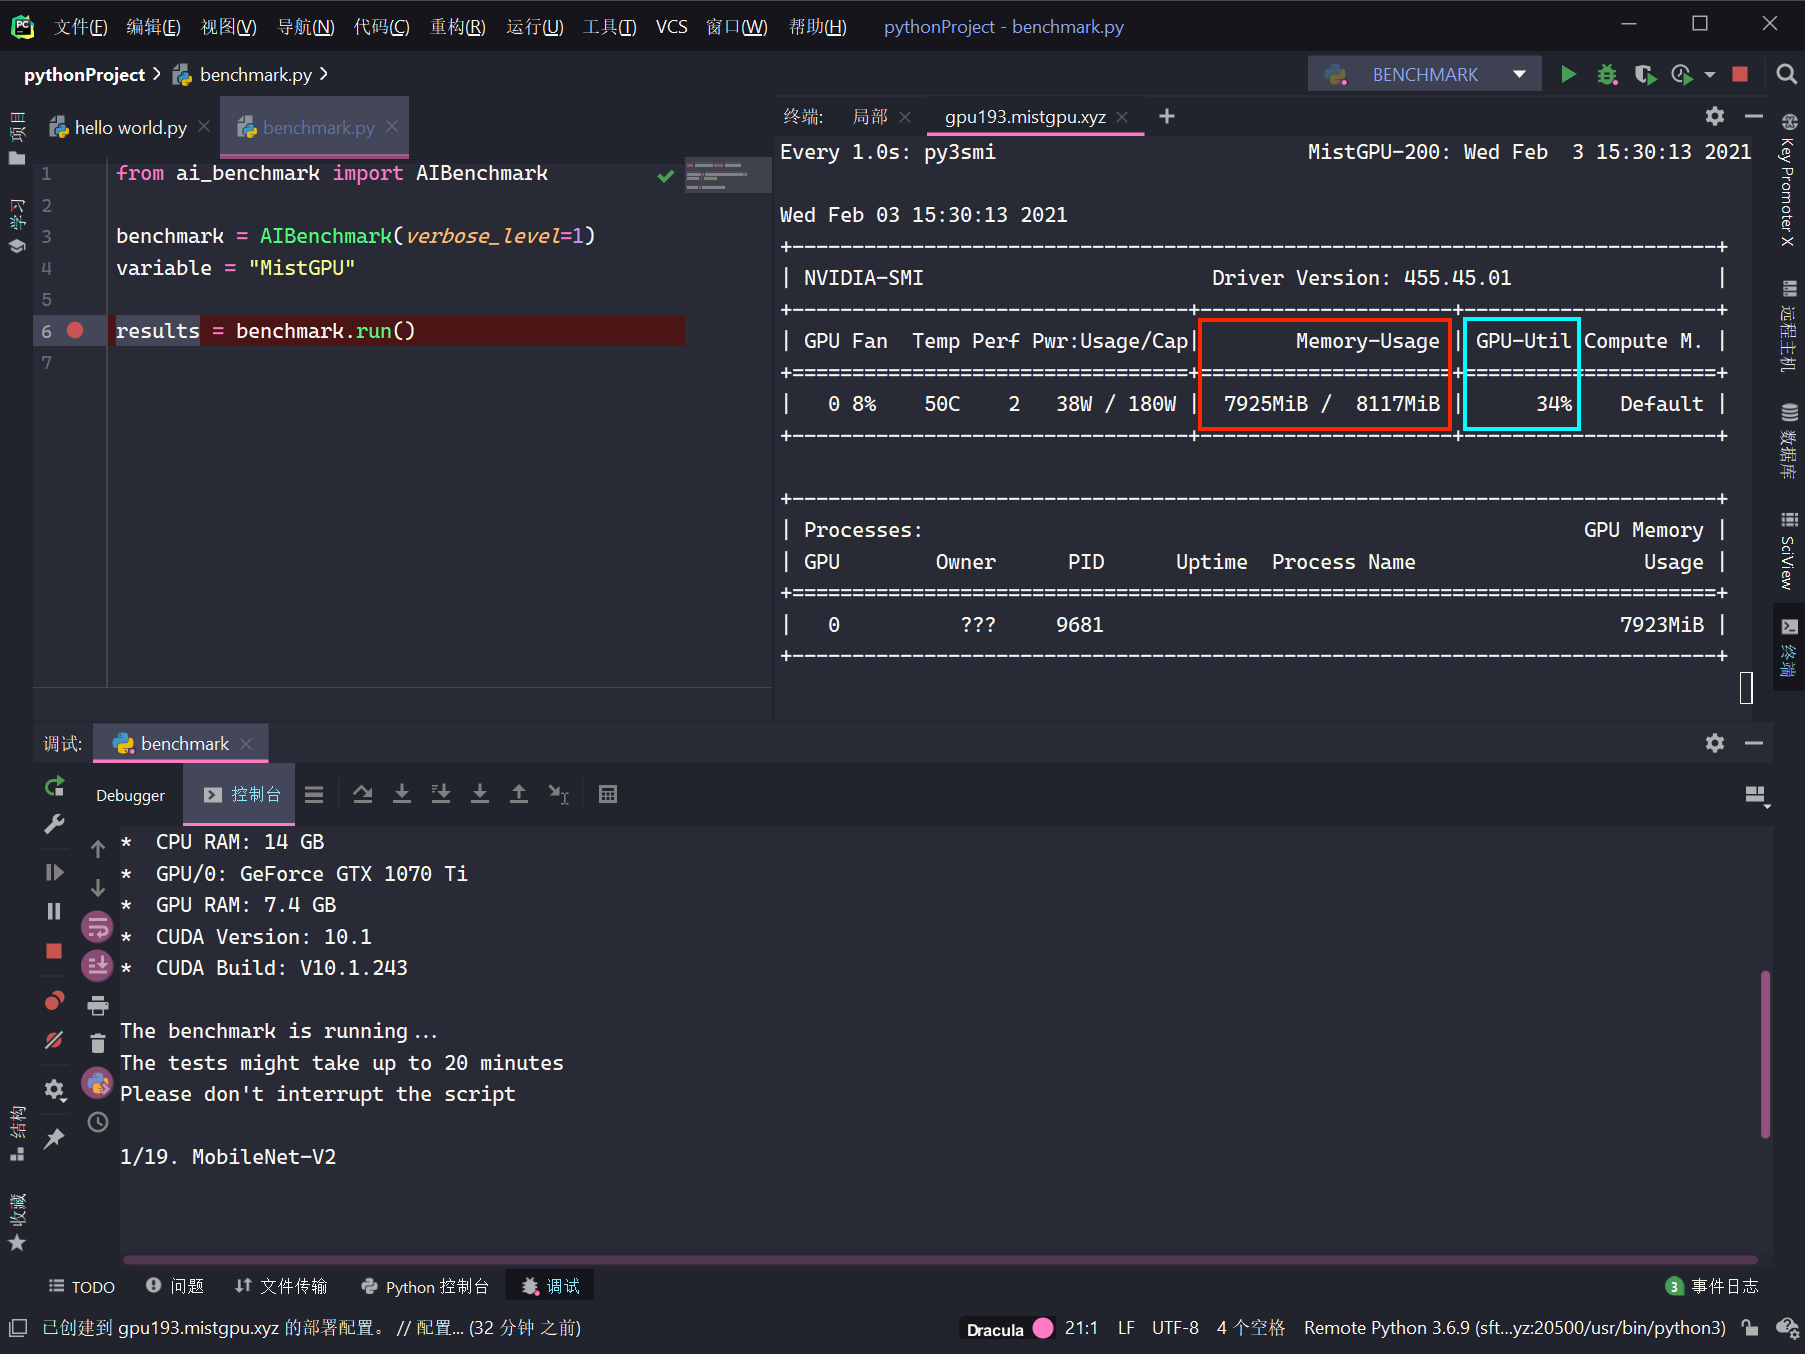 文件(F) 编辑(E) 视图(V) 导航(N) 代码(C) 重构(R) 运行(U) 工具(T) VCS 窗口(W) 帮助(H) pythonProject - benchmark.py
pythonProject benchmark.py
BENCHMARK
项目
学习
hello world.py
benchmark.py
1 from ai_benchmark import AIBenchmark
2
3 benchmark = AIBenchmark(verbose_level=1)
4 variable = "MistGPU"
5
6 results = benchmark.run()
7
终端: 局部 gpu193.mistgpu.xyz
Every 1.0s: py3smi MistGPU-200: Wed Feb  3 15:30:13 2021
Wed Feb 03 15:30:13 2021
+-----------------------------------------------------------------------------+
| NVIDIA-SMI                        Driver Version: 455.45.01                 |
+---------------------------------+---------------------+---------------------+
| GPU Fan  Temp Perf Pwr:Usage/Cap|        Memory-Usage | GPU-Util Compute M. |
+=================================+=====================+=====================+
|   0 8%    50C    2   38W / 180W |  7925MiB /  8117MiB |      34%    Default |
+---------------------------------+---------------------+---------------------+
+-----------------------------------------------------------------------------+
| Processes:                                                       GPU Memory |
| GPU        Owner      PID      Uptime  Process Name                   Usage |
+=============================================================================+
|   0          ???     9681                                           7923MiB |
+-----------------------------------------------------------------------------+
Key Promoter X
远程主机
数据库
SciView
终端
调试: benchmark
Debugger 控制台
*  CPU RAM: 14 GB
*  GPU/0: GeForce GTX 1070 Ti
*  GPU RAM: 7.4 GB
*  CUDA Version: 10.1
*  CUDA Build: V10.1.243
The benchmark is running...
The tests might take up to 20 minutes
Please don't interrupt the script
1/19. MobileNet-V2
结构
收藏
TODO 问题 文件传输 Python 控制台 调试 3 事件日志
已创建到 gpu193.mistgpu.xyz 的部署配置。 // 配置... (32 分钟 之前) Dracula 21:1 LF UTF-8 4 个空格 Remote Python 3.6.9 (sft...yz:20500/usr/bin/python3)